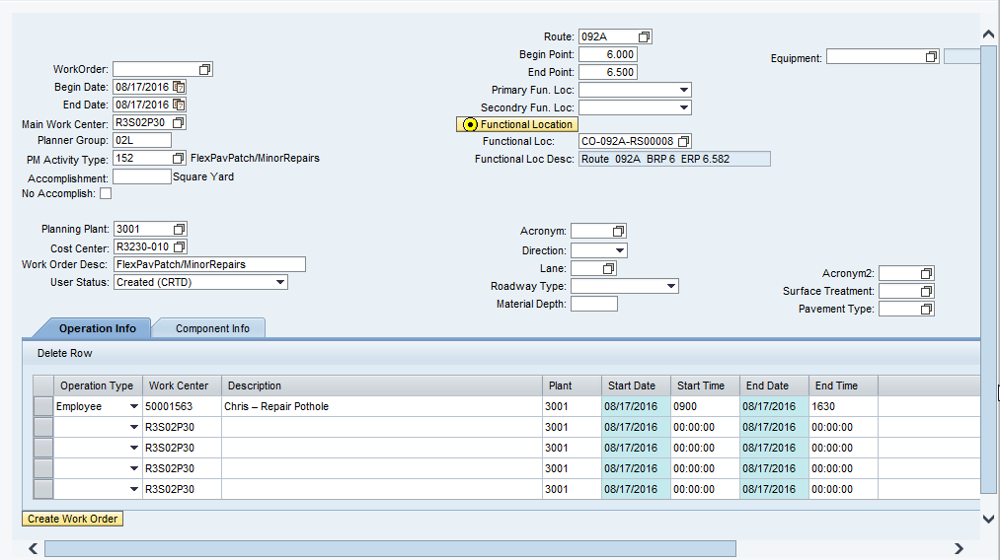 Route: 092A
Begin Point: 6.000
Equipment:
WorkOrder:
End Point: 6.500
Begin Date: 08/17/2016
Primary Fun. Loc:
End Date: 08/17/2016
Secondry Fun. Loc:
Main Work Center: R3S02P30
Functional Location
Planner Group: 02L
Functional Loc: CO-092A-RS00008
PM Activity Type: 152 FlexPavPatch/MinorRepairs
Functional Loc Desc: Route 092A BRP 6 ERP 6.582
Accomplishment: Square Yard
No Accomplish:
Planning Plant: 3001
Acronym:
Cost Center: R3230-010
Direction:
Work Order Desc: FlexPavPatch/MinorRepairs
Lane:
Acronym2:
User Status: Created (CRTD)
Roadway Type:
Surface Treatment:
Material Depth:
Pavement Type:
Operation Info Component Info
Delete Row
Operation Type Work Center Description Plant Start Date Start Time End Date End Time
Employee 50001563 Chris – Repair Pothole 3001 08/17/2016 0900 08/17/2016 1630
R3S02P30 3001 08/17/2016 00:00:00 08/17/2016 00:00:00
R3S02P30 3001 08/17/2016 00:00:00 08/17/2016 00:00:00
R3S02P30 3001 08/17/2016 00:00:00 08/17/2016 00:00:00
R3S02P30 3001 08/17/2016 00:00:00 08/17/2016 00:00:00
Create Work Order